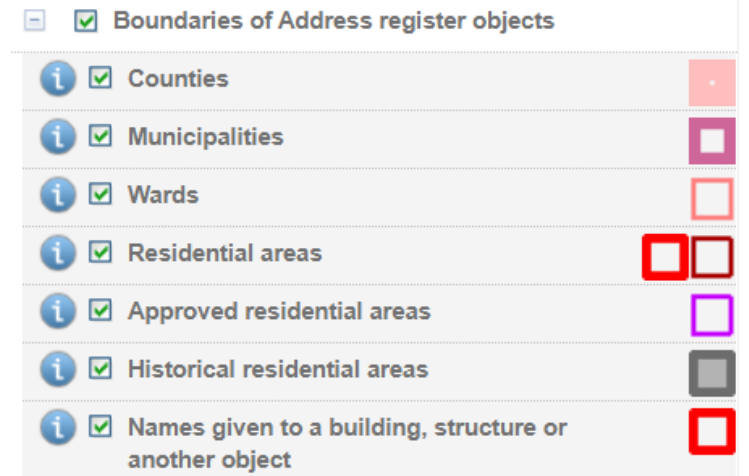 Boundaries of Address register objects
Counties
Municipalities
Wards
Residential areas
Approved residential areas
Historical residential areas
Names given to a building, structure or
another object